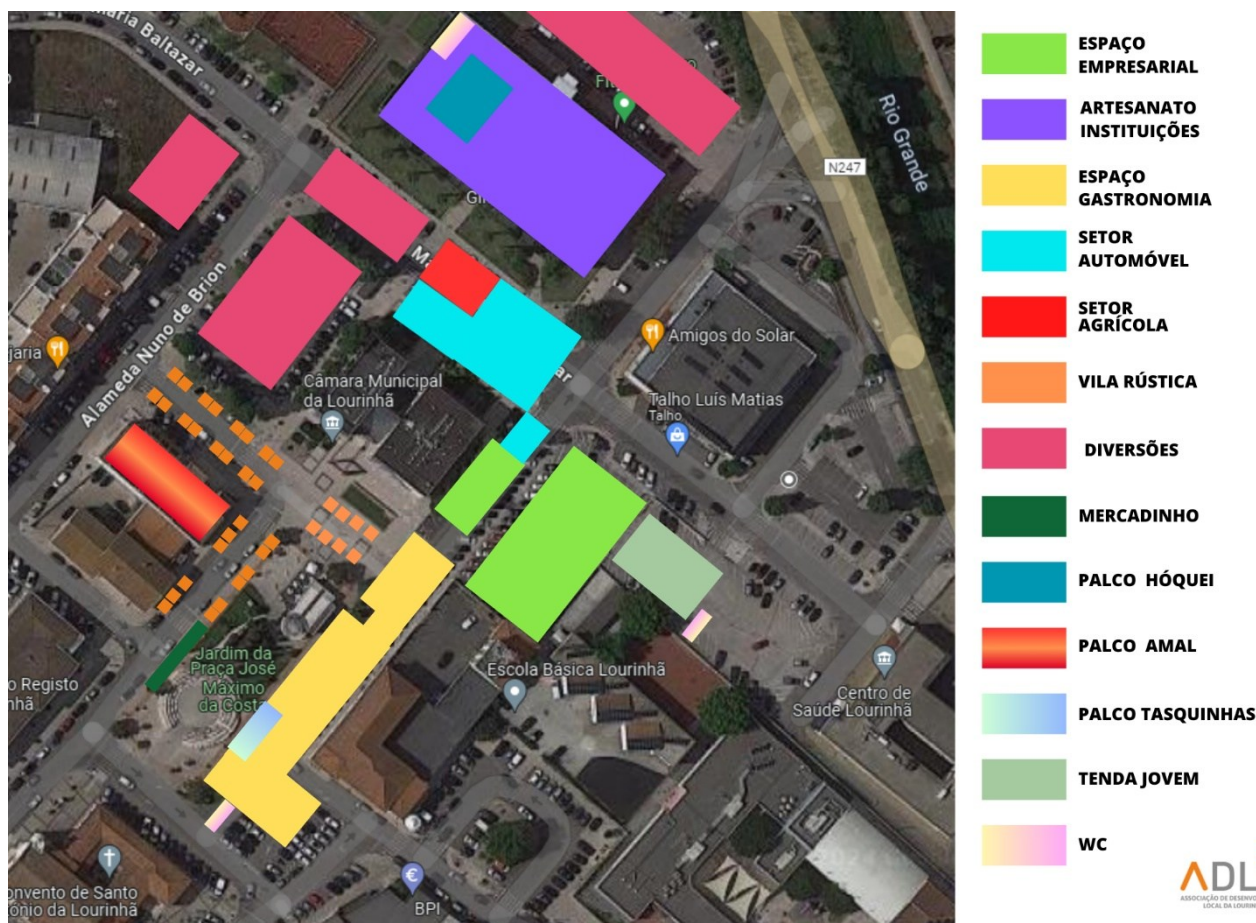 Baltazar
Rio Grande
N247
Alameda Nuno de Brion
Amigos do Solar
Câmara Municipal
da Lourinhã
Talho Luís Matias
Talho
Jardim da
Praça José
Máximo
da Costa
Escola Básica Lourinhã
Centro de
Saúde Lourinhã
BPI
ESPAÇO
EMPRESARIAL
ARTESANATO
INSTITUIÇÕES
ESPAÇO
GASTRONOMIA
SETOR
AUTOMÓVEL
SETOR
AGRÍCOLA
VILA RÚSTICA
DIVERSÕES
MERCADINHO
PALCO HÓQUEI
PALCO AMAL
PALCO TASQUINHAS
TENDA JOVEM
WC
ADL